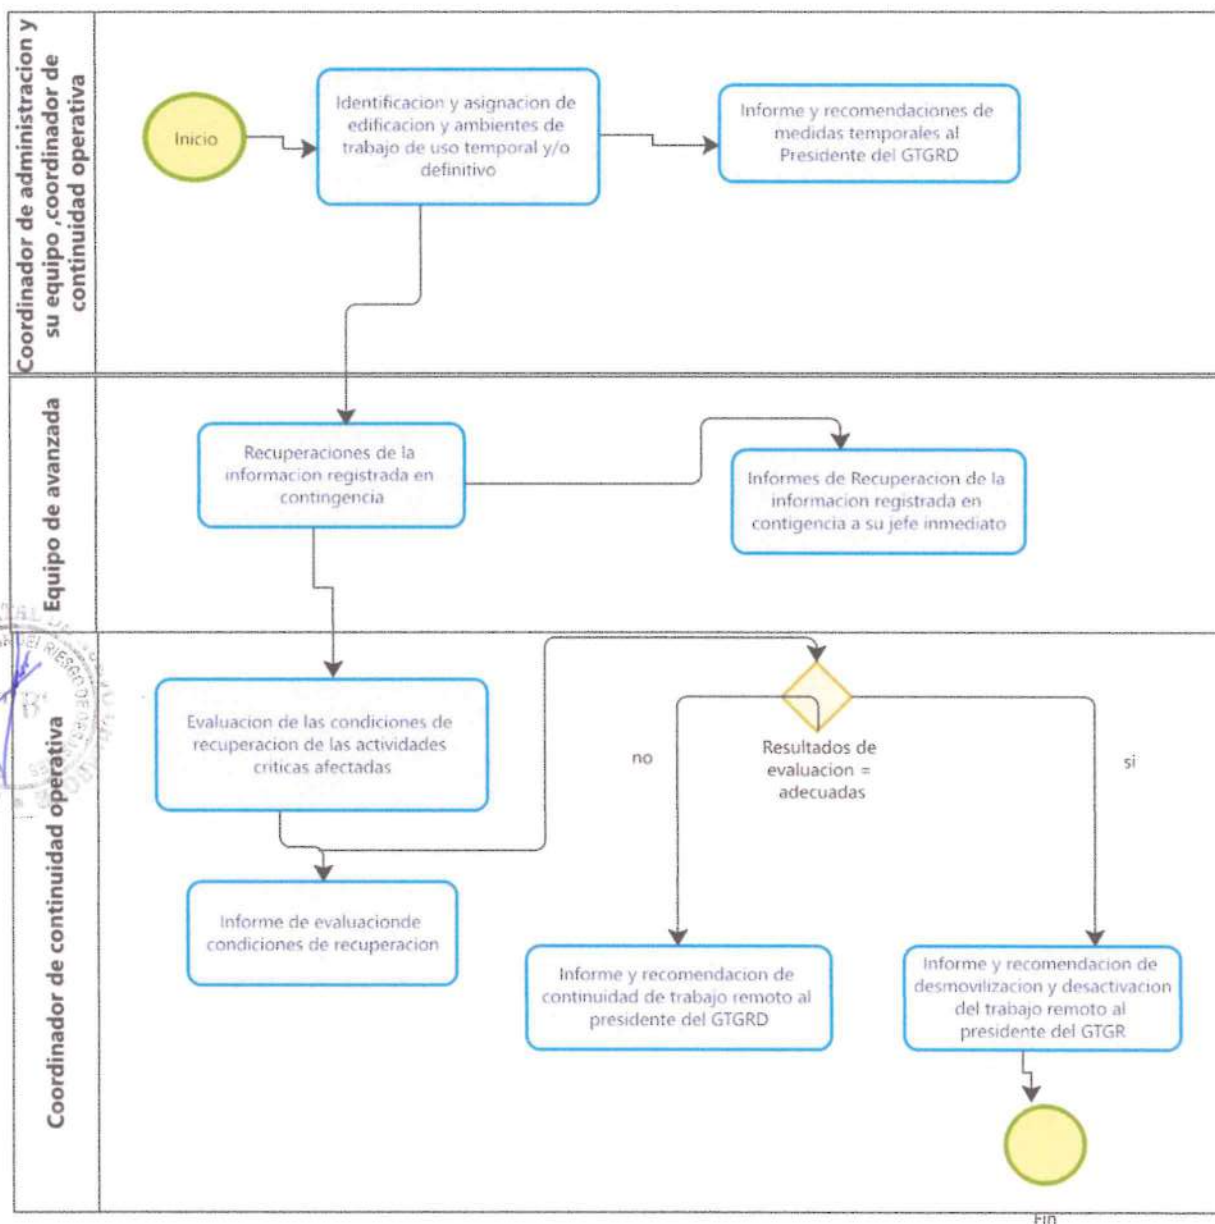 Coordinador de administracion y
su equipo ,coordinador de
continuidad operativa
Inicio
Identificacion y asignacion de
edificacion y ambientes de
trabajo de uso temporal y/o
definitivo
Informe y recomendaciones de
medidas temporales al
Presidente del GTGRD
Equipo de avanzada
Recuperaciones de la
informacion registrada en
contingencia
Informes de Recuperacion de la
informacion registrada en
contigencia a su jefe inmediato
Coordinador de continuidad operativa
Evaluacion de las condiciones de
recuperacion de las actividades
criticas afectadas
Informe de evaluacionde
condiciones de recuperacion
Resultados de
evaluacion =
adecuadas
no
si
Informe y recomendacion de
continuidad de trabajo remoto al
presidente del GTGRD
Informe y recomendacion de
desmovilizacion y desactivacion
del trabajo remoto al
presidente del GTGR
Fin